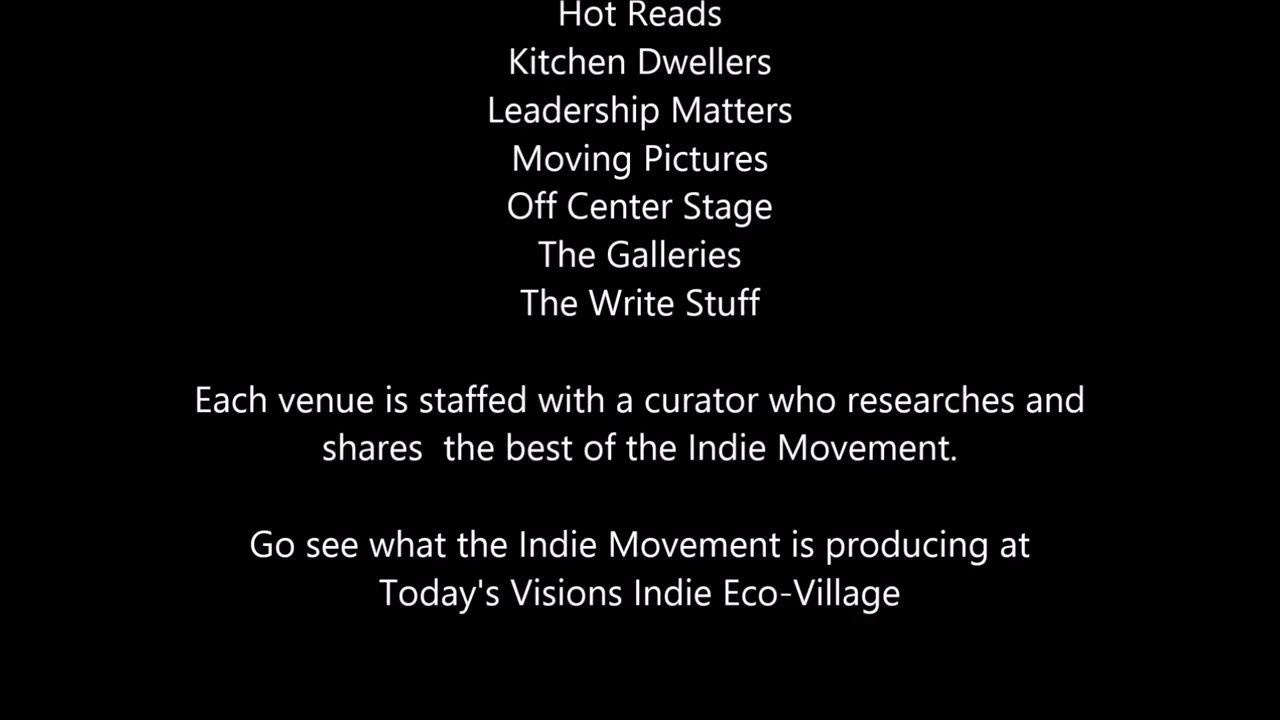 Hot Reads
Kitchen Dwellers
Leadership Matters
Moving Pictures
Off Center Stage
The Galleries
The Write Stuff
Each venue is staffed with a curator who researches and
shares  the best of the Indie Movement.
Go see what the Indie Movement is producing at
Today's Visions Indie Eco-Village